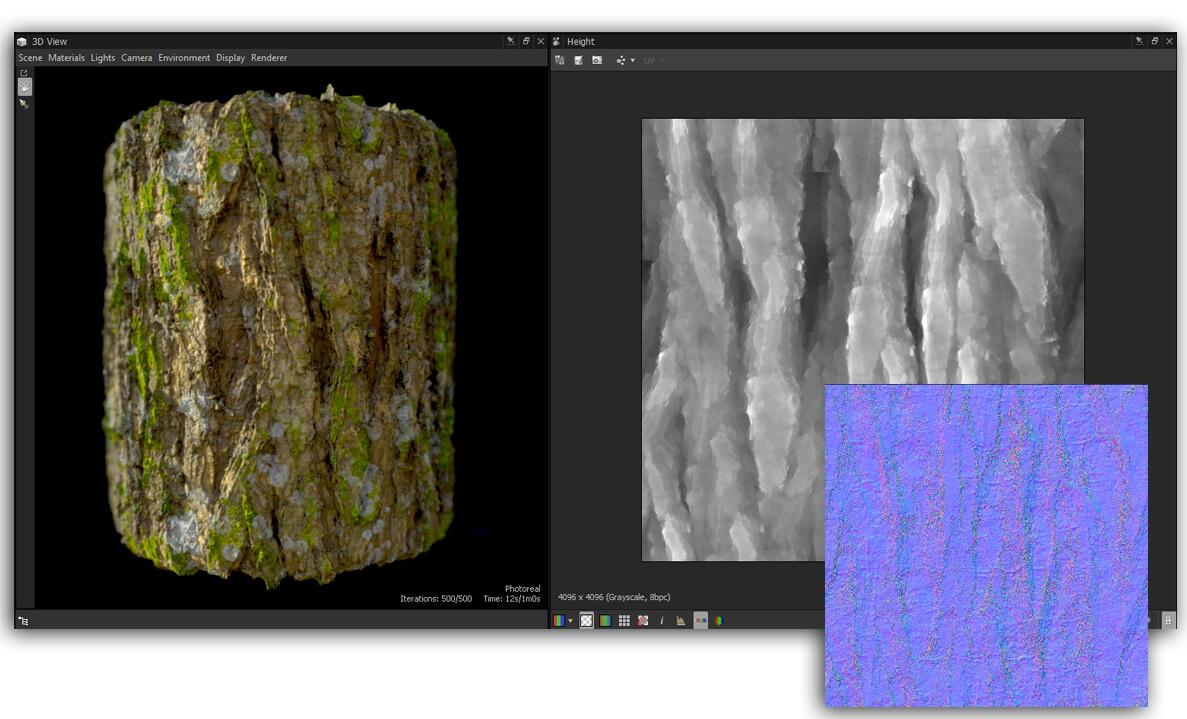 3D View
Scene Materials Lights Camera Environment Display Renderer
Photoreal
Iterations: 500/500 Time: 12s/1m0s
Height
UV
4096 x 4096 (Grayscale, 8bpc)
i